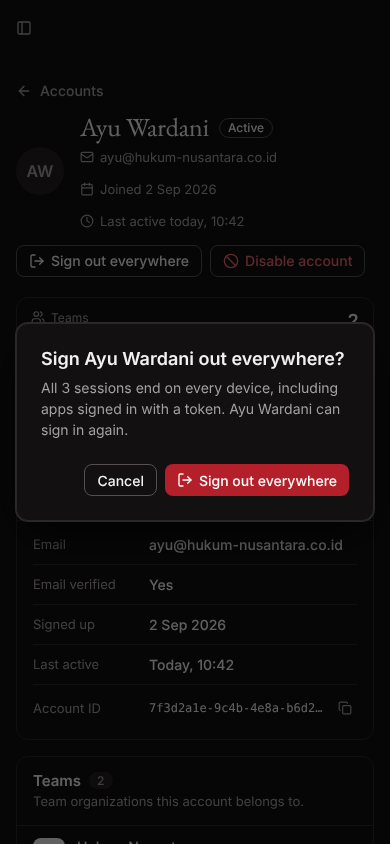 Accounts
Ayu Wardani Active
AW
ayu@hukum-nusantara.co.id
Joined 2 Sep 2026
Last active today, 10:42
Sign out everywhere Disable account
Teams 2
Sign Ayu Wardani out everywhere?
All 3 sessions end on every device, including
apps signed in with a token. Ayu Wardani can
sign in again.
Cancel Sign out everywhere
Email ayu@hukum-nusantara.co.id
Email verified Yes
Signed up 2 Sep 2026
Last active Today, 10:42
Account ID 7f3d2a1e-9c4b-4e8a-b6d2…
Teams 2
Team organizations this account belongs to.